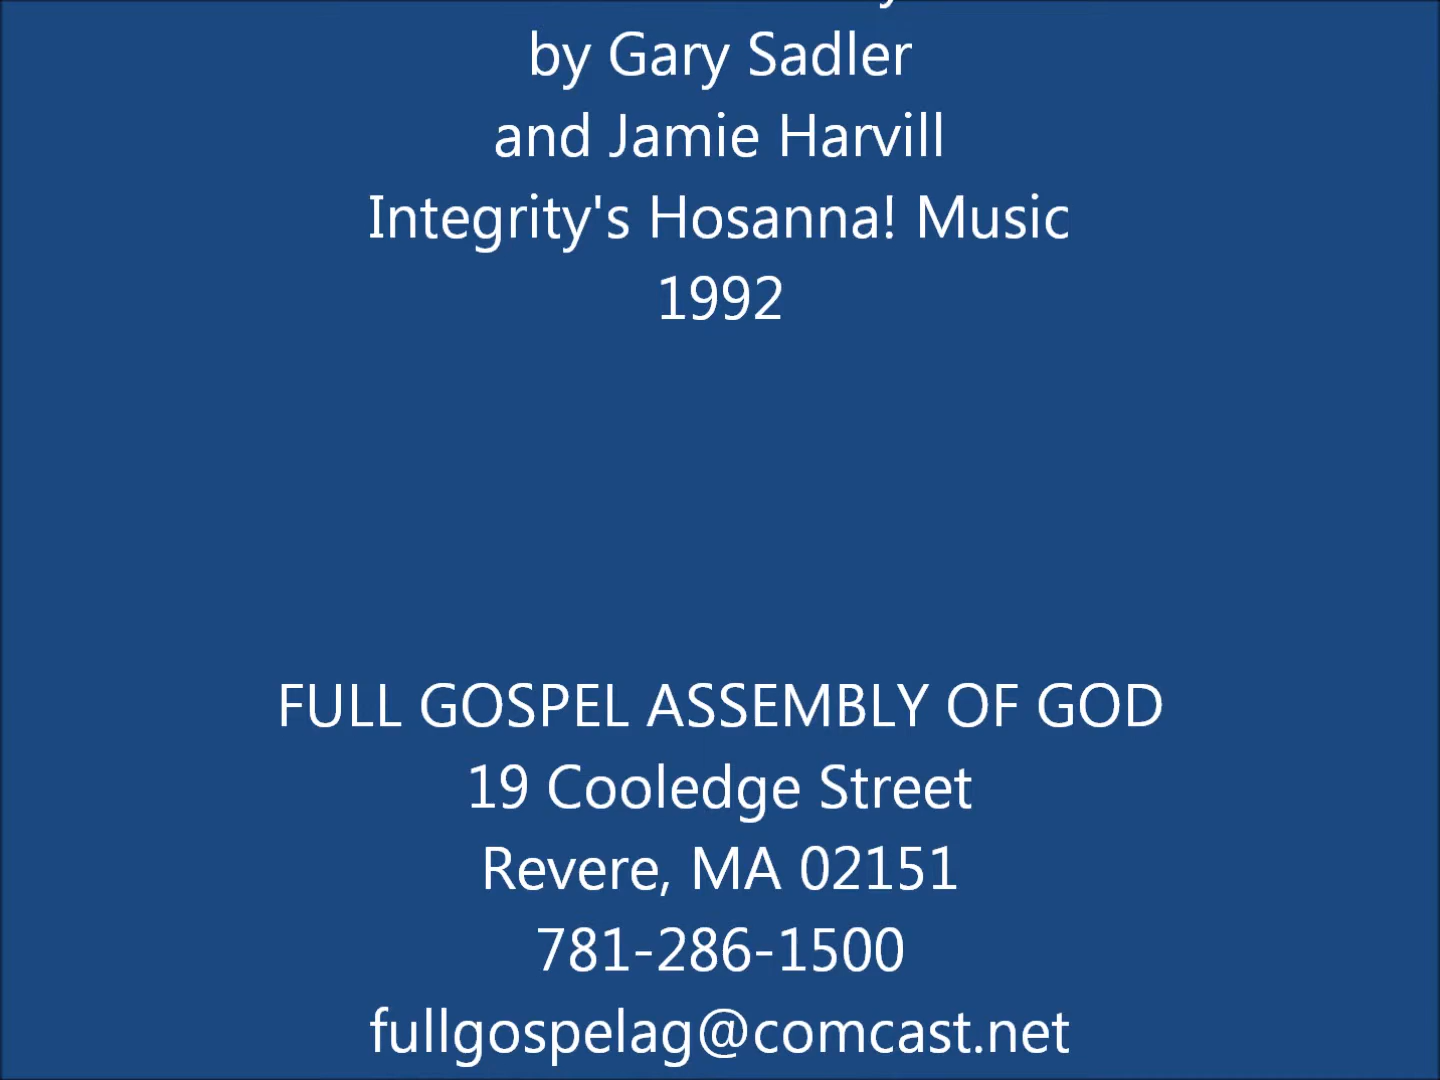 by Gary Sadler
and Jamie Harvill
Integrity's Hosanna! Music
1992
FULL GOSPEL ASSEMBLY OF GOD
19 Cooledge Street
Revere, MA 02151
781-286-1500
fullgospelag@comcast.net